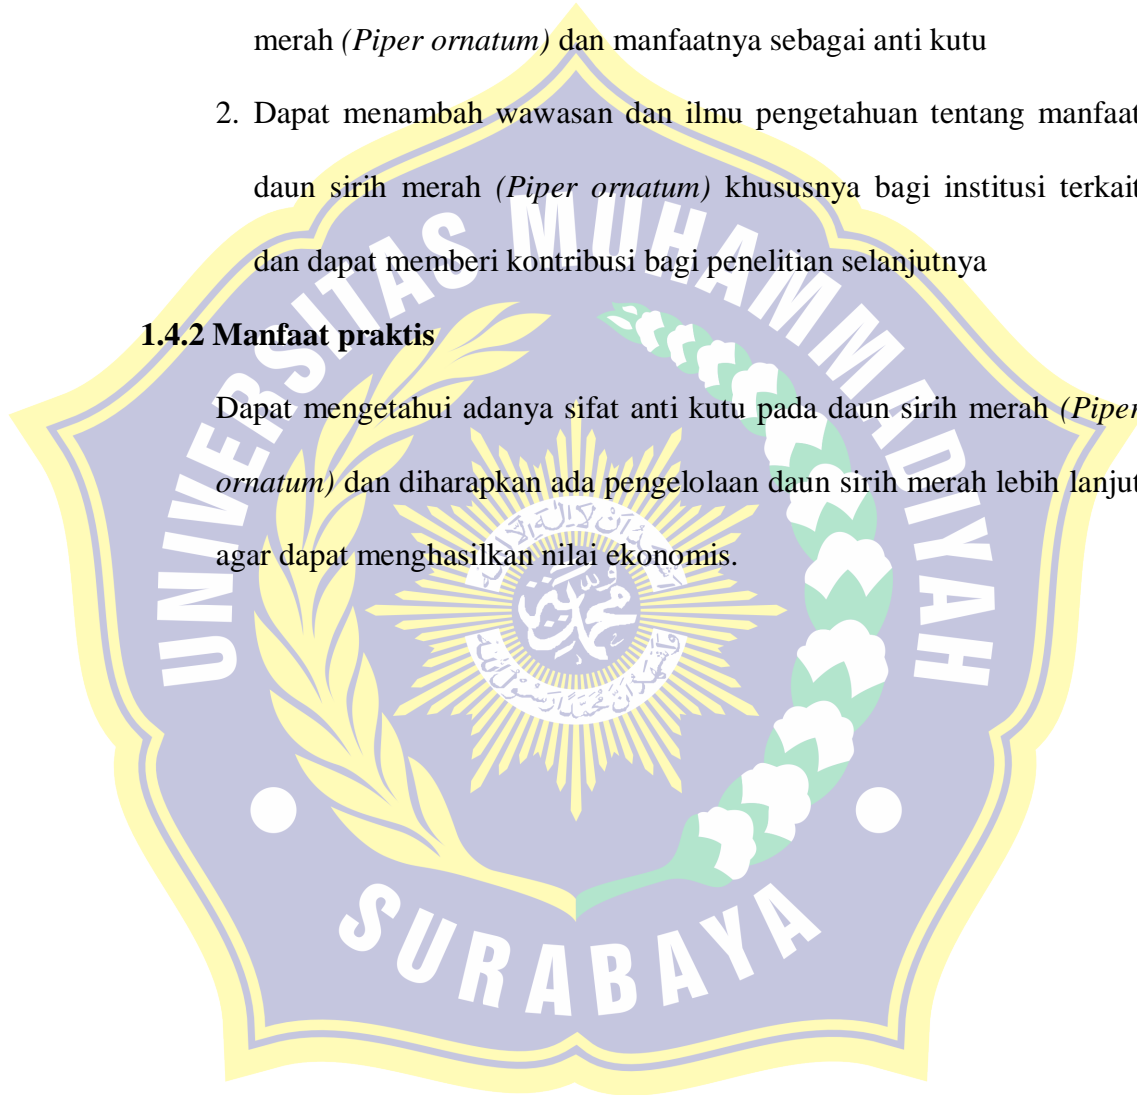 merah (Piper ornatum) dan manfaatnya sebagai anti kutu
2. Dapat menambah wawasan dan ilmu pengetahuan tentang manfaat
daun sirih merah (Piper ornatum) khususnya bagi institusi terkait
dan dapat memberi kontribusi bagi penelitian selanjutnya
1.4.2 Manfaat praktis
Dapat mengetahui adanya sifat anti kutu pada daun sirih merah (Piper
ornatum) dan diharapkan ada pengelolaan daun sirih merah lebih lanjut
agar dapat menghasilkan nilai ekonomis.
UNIVERSITAS MUHAMMADIYAH
SURABAYA